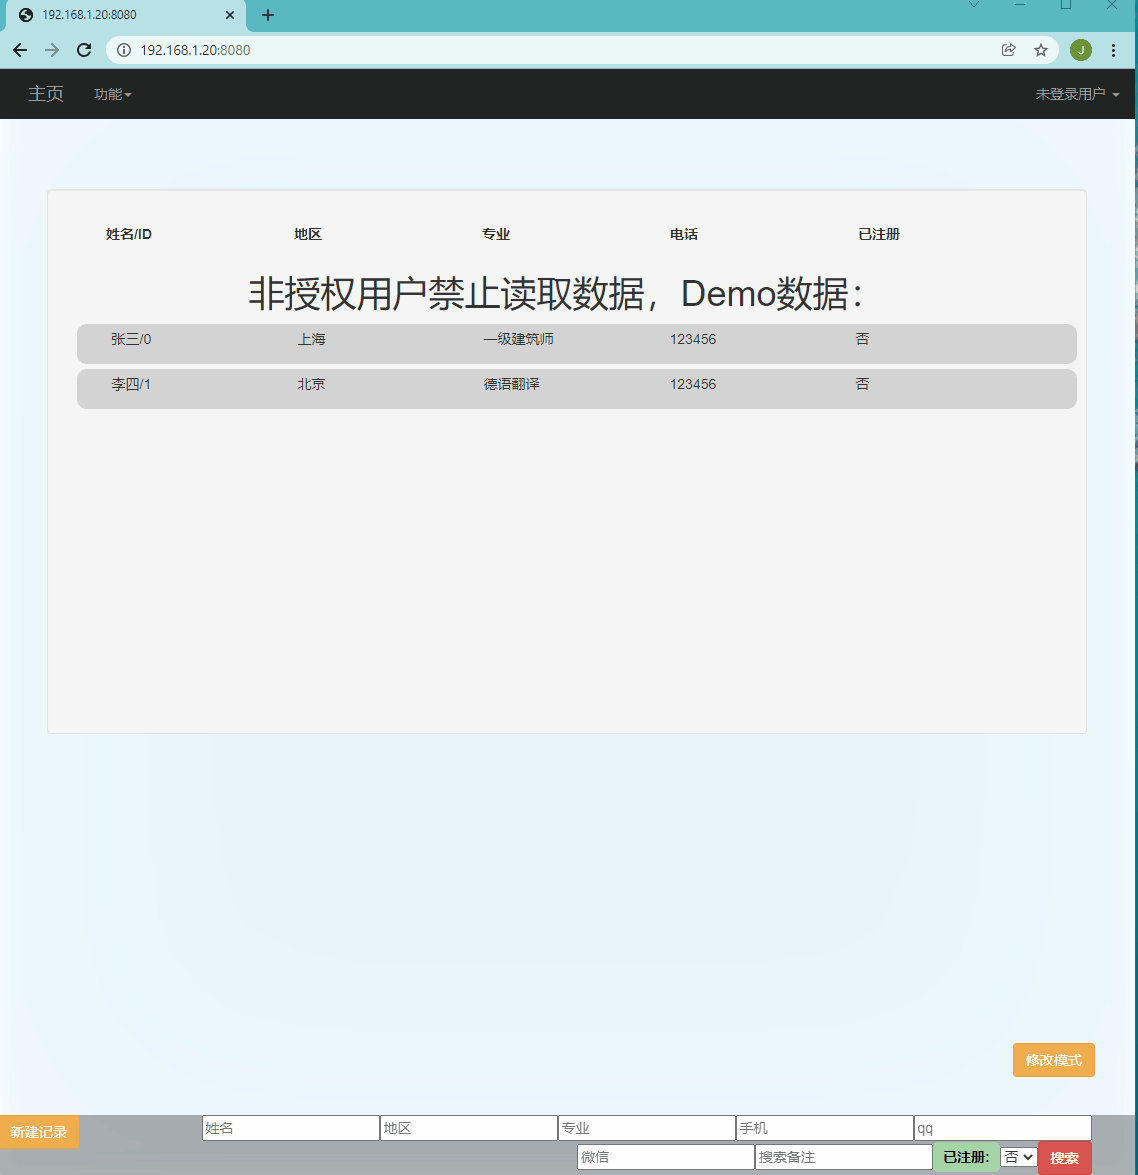 192.168.1.20:8080
192.168.1.20:8080
J
主页 功能 未登录用户
姓名/ID 地区 专业 电话 已注册
非授权用户禁止读取数据，Demo数据：
张三/0 上海 一级建筑师 123456 否
李四/1 北京 德语翻译 123456 否
修改模式
新建记录 姓名 地区 专业 手机 qq
微信 搜索备注 已注册: 否 搜索